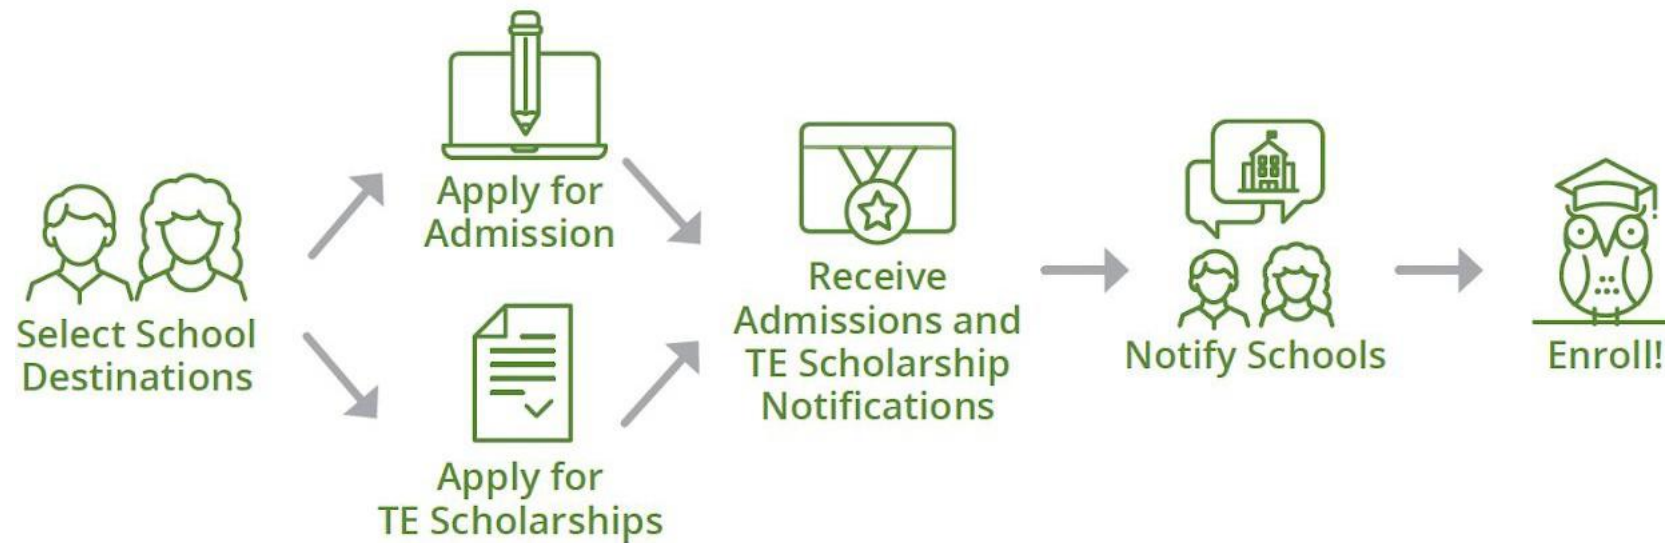 Select School
Destinations
Apply for
Admission
Apply for
TE Scholarships
Receive
Admissions and
TE Scholarship
Notifications
Notify Schools
Enroll!